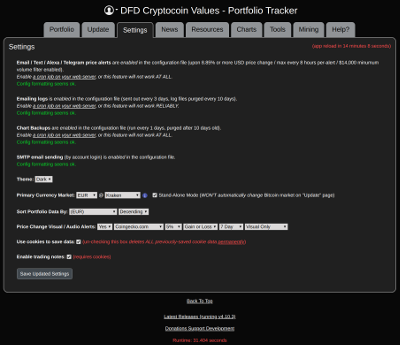 DFD Cryptocoin Values - Portfolio Tracker
Portfolio Update Settings News Resources Charts Tools Mining Help?
Settings
(app reload in 14 minutes 8 seconds)
Email / Text / Alexa / Telegram price alerts are enabled in the configuration file (upon 8.85% or more USD price change / max every 8 hours per-alert / $14,000 minumum
volume filter enabled).
Enable a cron job on your web server, or this feature will not work AT ALL.
Config formatting seems ok.
Emailing logs is enabled in the configuration file (sent out every 3 days, log files purged every 10 days).
Enable a cron job on your web server, or this feature will not work RELIABLY.
Config formatting seems ok.
Chart Backups are enabled in the configuration file (run every 1 days, purged after 10 days old).
Enable a cron job on your web server, or this feature will not work AT ALL.
Config formatting seems ok.
SMTP email sending (by account login) is enabled in the configuration file.
Config formatting seems ok.
Theme: Dark
Primary Currency Market: EUR @ Kraken Stand-Alone Mode (WON'T automatically change Bitcoin market on "Update" page)
Sort Portfolio Data By: (EUR) Decending
Price Change Visual / Audio Alerts: Yes Coingecko.com 5% Gain or Loss 7 Day Visual Only
Use cookies to save data: (un-checking this box deletes ALL previously-saved cookie data permanently)
Enable trading notes: (requires cookies)
Save Updated Settings
Back To Top
Latest Releases (running v4.10.2)
Donations Support Development